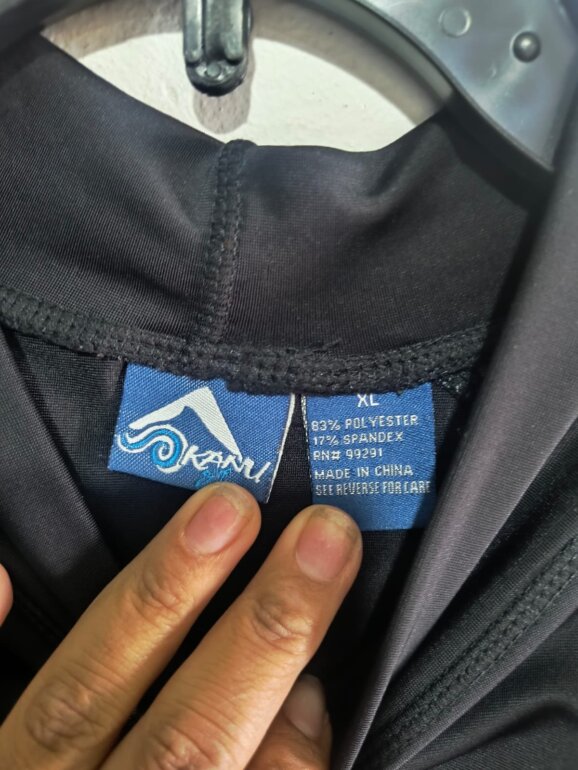 KANU
XL
83% POLYESTER
17% SPANDEX
RN# 99291
MADE IN CHINA
SEE REVERSE FOR CARE